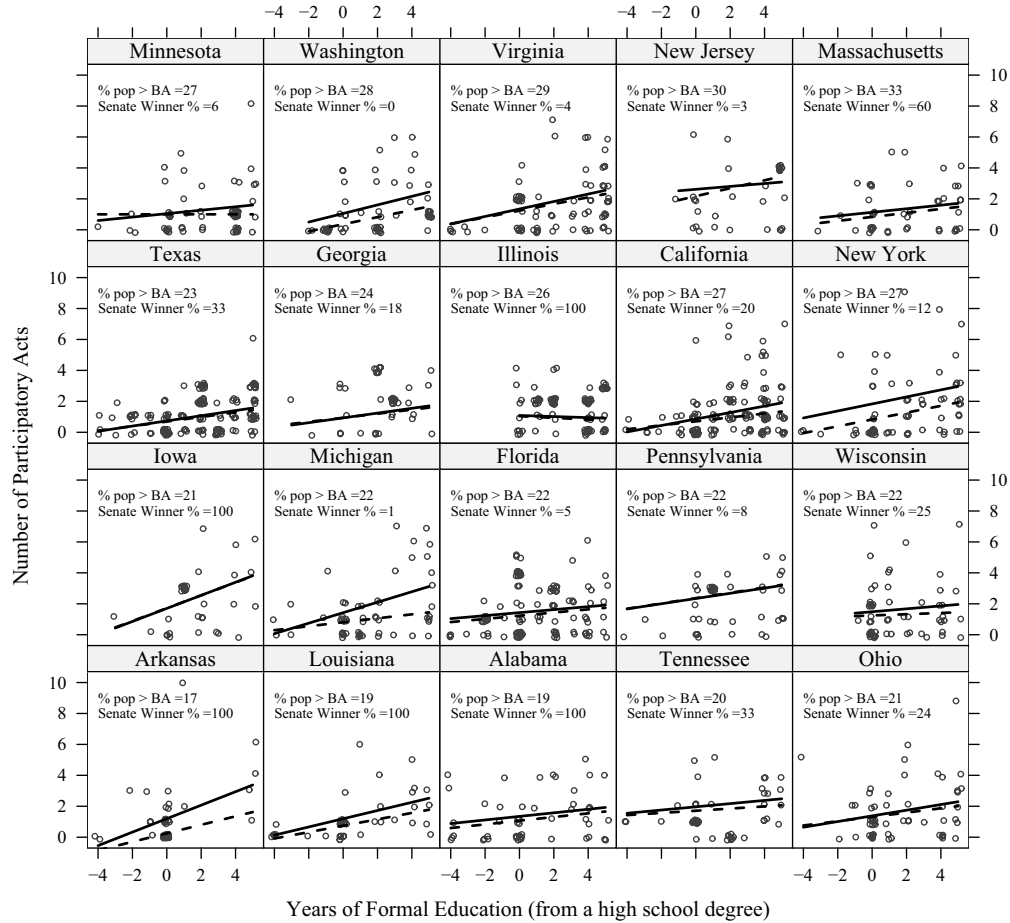 −4 −2 0 2 4 −4 −2 0 2 4
Minnesota Washington Virginia New Jersey Massachusetts
% pop > BA =27 % pop > BA =28 % pop > BA =29 % pop > BA =30 % pop > BA =33
Senate Winner % =6 Senate Winner % =0 Senate Winner % =4 Senate Winner % =3 Senate Winner % =60
10
8
6
4
2
0
Texas Georgia Illinois California New York
% pop > BA =23 % pop > BA =24 % pop > BA =26 % pop > BA =27 % pop > BA =27
Senate Winner % =33 Senate Winner % =18 Senate Winner % =100 Senate Winner % =20 Senate Winner % =12
10
8
6
4
2
0
Number of Participatory Acts
Iowa Michigan Florida Pennsylvania Wisconsin
% pop > BA =21 % pop > BA =22 % pop > BA =22 % pop > BA =22 % pop > BA =22
Senate Winner % =100 Senate Winner % =1 Senate Winner % =5 Senate Winner % =8 Senate Winner % =25
10
8
6
4
2
0
Arkansas Louisiana Alabama Tennessee Ohio
% pop > BA =17 % pop > BA =19 % pop > BA =19 % pop > BA =20 % pop > BA =21
Senate Winner % =100 Senate Winner % =100 Senate Winner % =100 Senate Winner % =33 Senate Winner % =24
10
8
6
4
2
0
−4 −2 0 2 4 −4 −2 0 2 4 −4 −2 0 2 4
Years of Formal Education (from a high school degree)